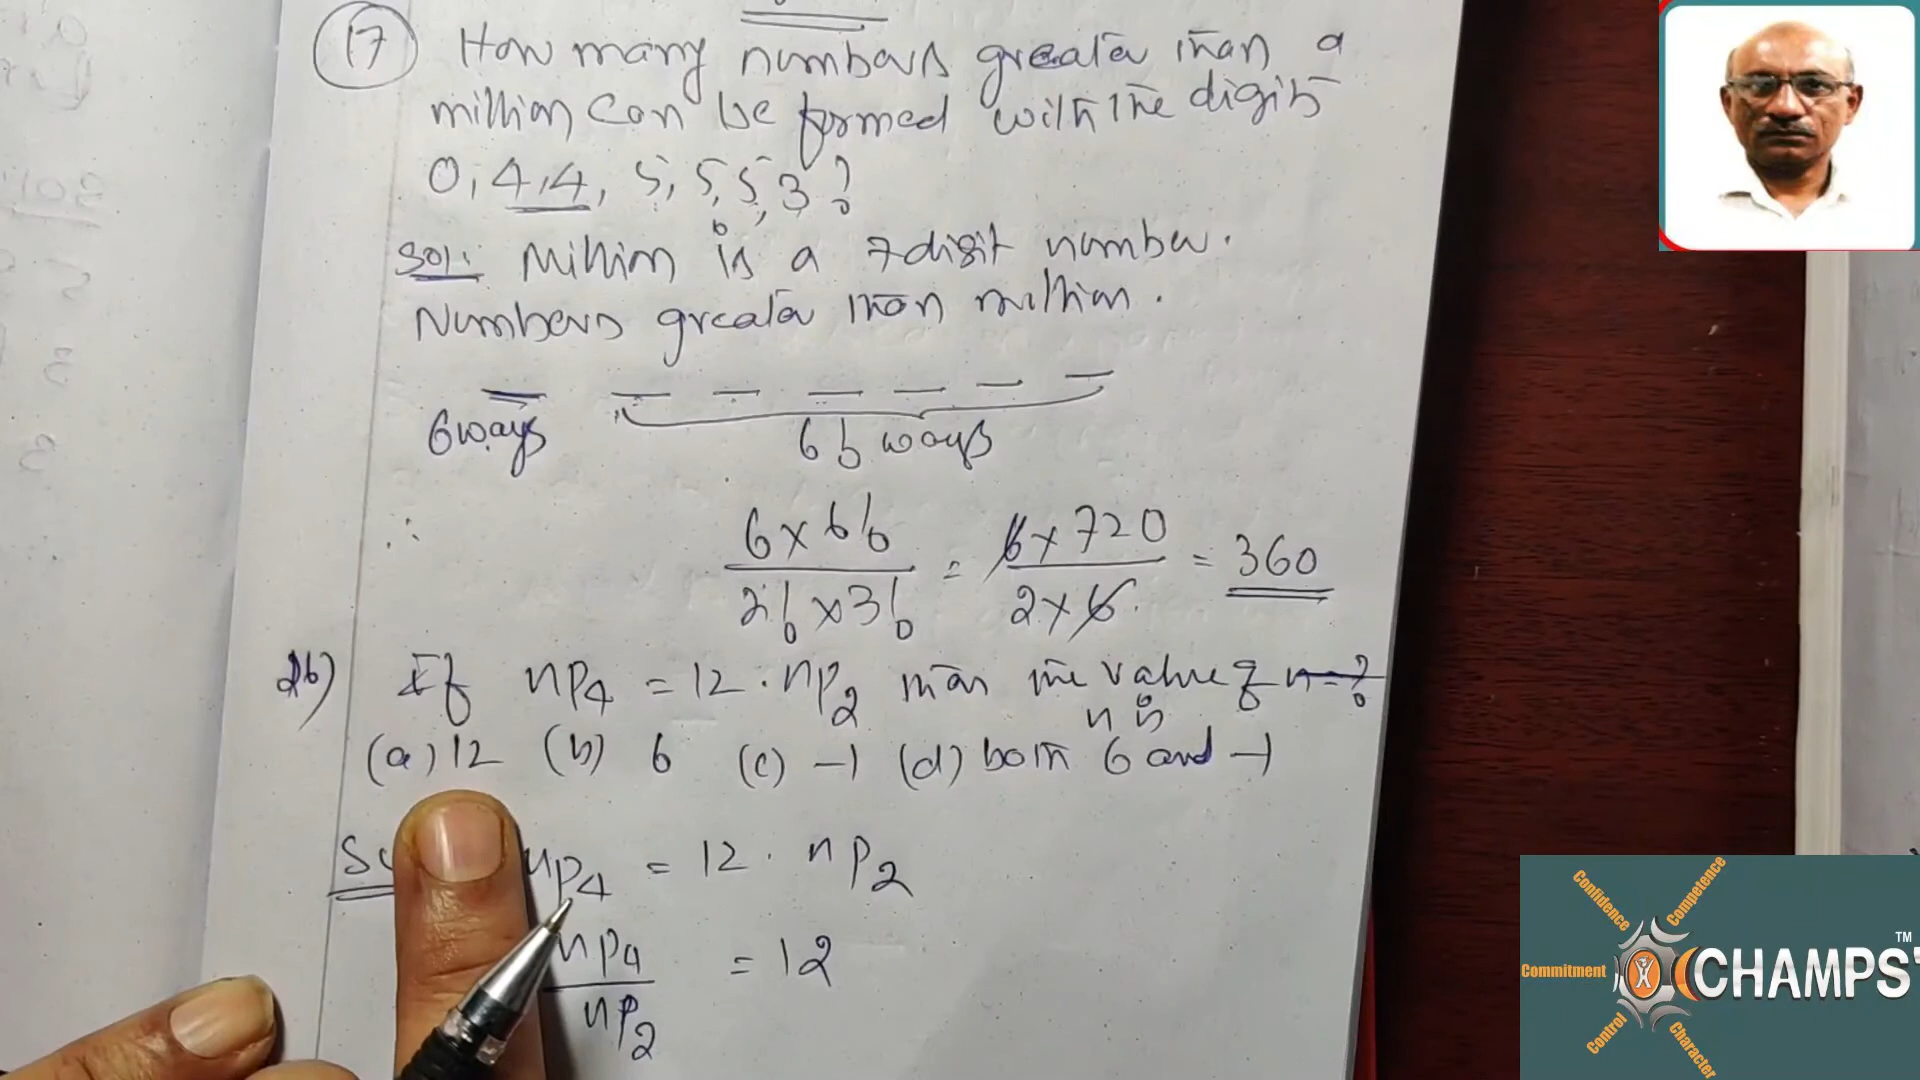 17 How many numbers greater than a
million can be formed with the digits
0, 4, 4, 5, 5, 5, 3 ?
Sol: Million is a 7 digit number.
Numbers greater than million.
6 ways 6! ways
∴ 6 x 6! / 2! x 3! = 6 x 720 / 2 x 6 = 360
26) If nP4 = 12 . nP2 then the value of n = ?
n is
(a) 12 (b) 6 (c) -1 (d) both 6 and -1
nP4 = 12 . nP2
nP4 / nP2 = 12
Confidence
Competence
Commitment
CHAMPS
TM
Control
Character